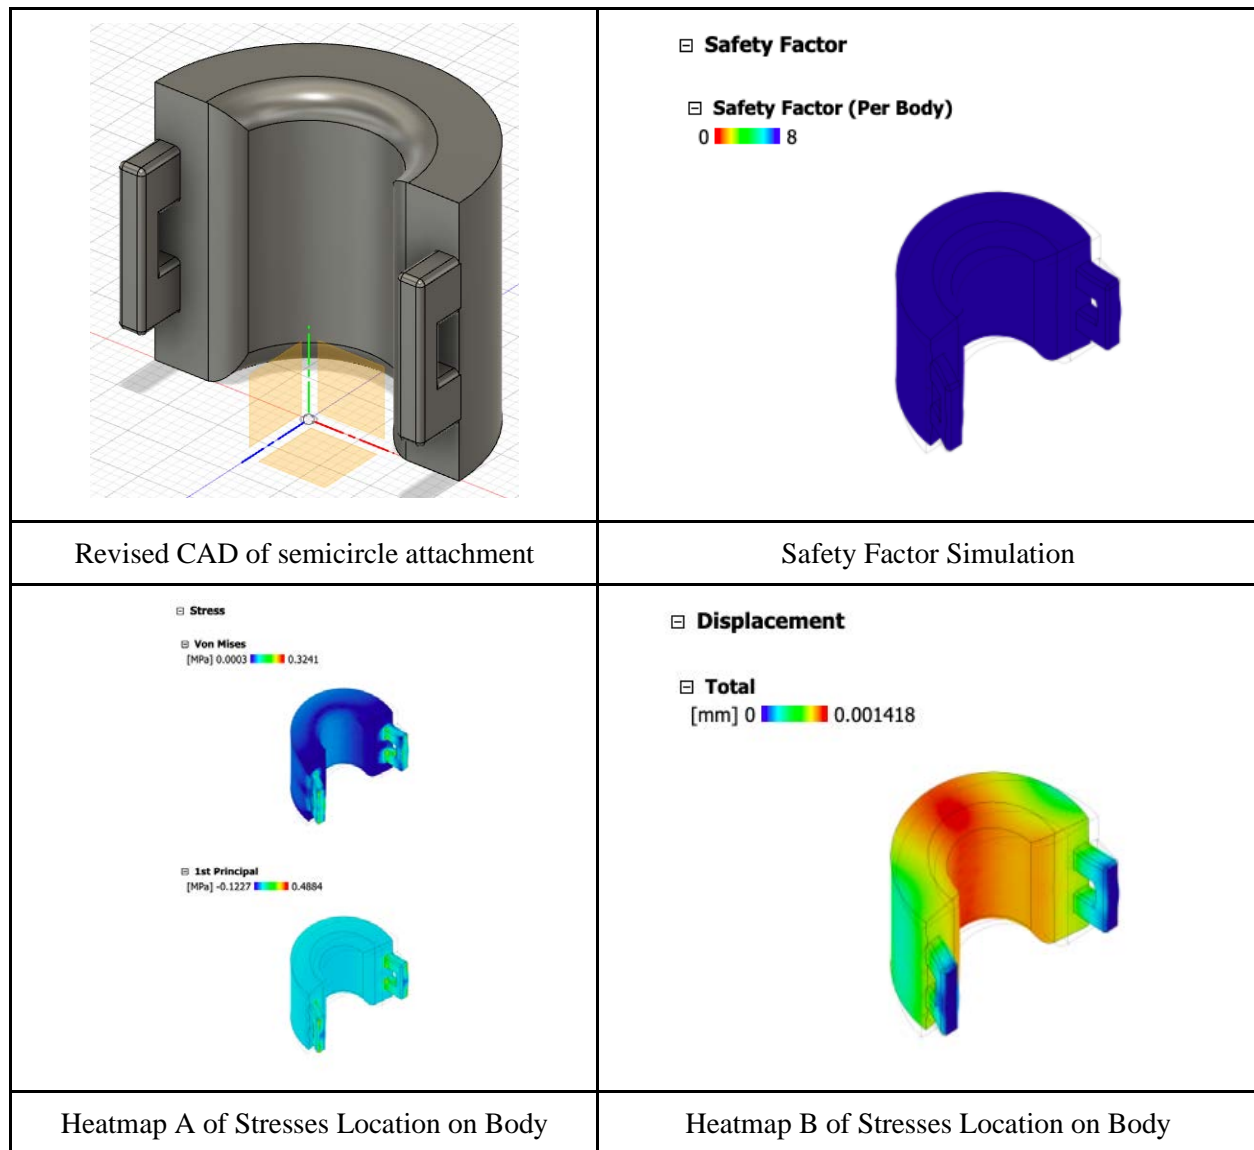 Safety Factor
Safety Factor (Per Body)
0 8
Revised CAD of semicircle attachment
Safety Factor Simulation
Stress
Von Mises
[MPa] 0.0003 0.3241
1st Principal
[MPa] -0.1227 0.4884
Displacement
Total
[mm] 0 0.001418
Heatmap A of Stresses Location on Body
Heatmap B of Stresses Location on Body